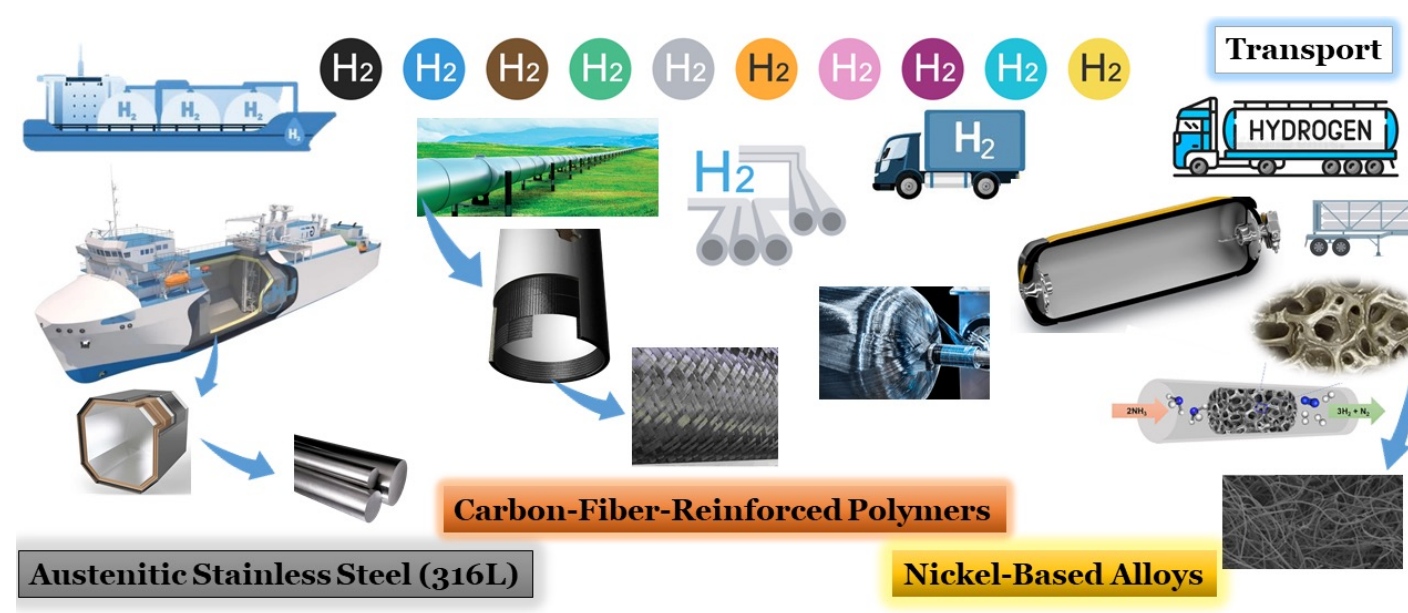 H2 H2 H2 H2 H2 H2 H2 H2 H2 H2
Transport
H2 H2 H2
H2
H2
H2
HYDROGEN
2NH3
3H2 + N2
Carbon-Fiber-Reinforced Polymers
Austenitic Stainless Steel (316L)
Nickel-Based Alloys